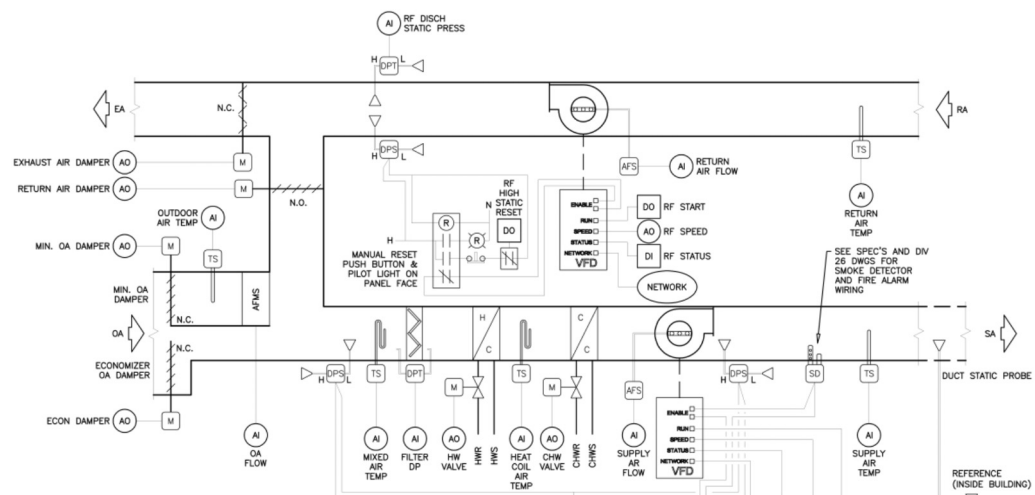 AI
RF DISCH
STATIC PRESS
H
L
DPT
EA
N.C.
RA
H
DPS
L
EXHAUST AIR DAMPER
AO
M
AFS
AI
RETURN
AIR FLOW
TS
RETURN AIR DAMPER
AO
M
N.O.
AI
RETURN
AIR
TEMP
OUTDOOR
AIR TEMP
AI
RF
HIGH
STATIC
RESET
N
DO
R
R
H
MANUAL RESET
PUSH BUTTON &
PILOT LIGHT ON
PANEL FACE
ENABLE
RUN
SPEED
STATUS
NETWORK
VFD
DO
RF START
AO
RF SPEED
DI
RF STATUS
NETWORK
MIN. OA DAMPER
AO
M
TS
SEE SPEC'S AND DIV
26 DWGS FOR
SMOKE DETECTOR
AND FIRE ALARM
WIRING
MIN. OA
DAMPER
AFMS
N.C.
OA
N.C.
ECONOMIZER
OA DAMPER
H
C
C
C
SA
H
DPS
L
TS
DPT
M
TS
M
AFS
H
DPS
L
SD
TS
DUCT STATIC PROBE
ECON DAMPER
AO
M
AI
OA
FLOW
AI
MIXED
AIR
TEMP
AI
FILTER
DP
AO
HW
VALVE
HWR
HWS
AI
HEAT
COIL
AIR
TEMP
AO
CHW
VALVE
CHWR
CHWS
AI
SUPPLY
AR
FLOW
ENABLE
RUN
SPEED
STATUS
NETWORK
VFD
AI
SUPPLY
AIR
TEMP
REFERENCE
(INSIDE BUILDING)